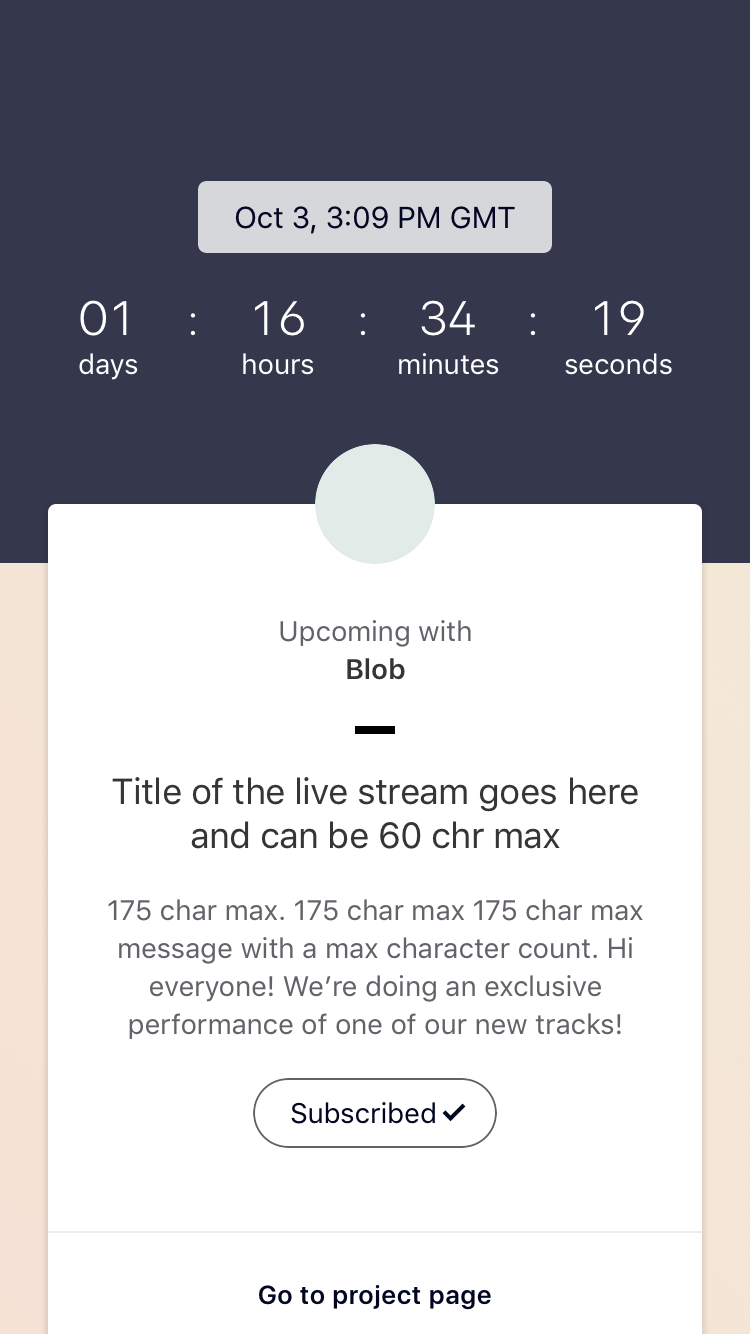 Oct 3, 3:09 PM GMT
01 : 16 : 34 : 19
days hours minutes seconds
Upcoming with
Blob
Title of the live stream goes here
and can be 60 chr max
175 char max. 175 char max 175 char max
message with a max character count. Hi
everyone! We’re doing an exclusive
performance of one of our new tracks!
Subscribed
Go to project page